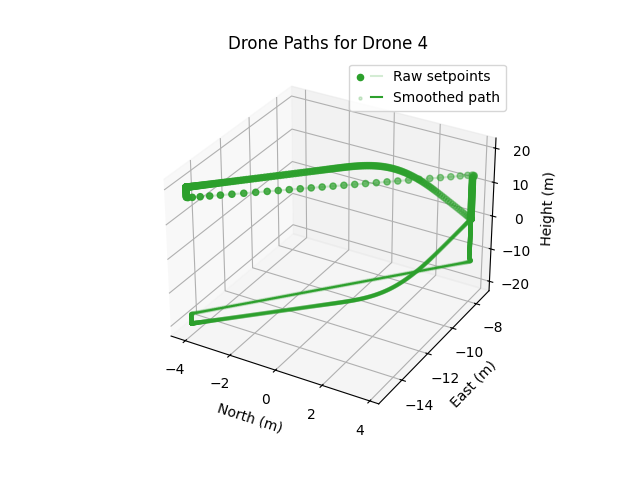 Drone Paths for Drone 4
Raw setpoints
Smoothed path
20
10
0
−10
−20
Height (m)
−8
−10
−12
−14
East (m)
−4
−2
0
2
4
North (m)